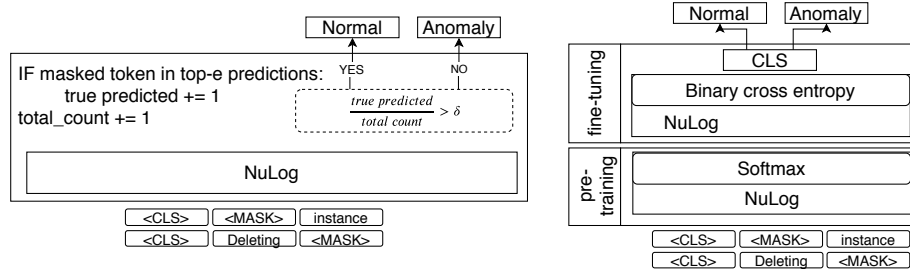 Normal Anomaly
IF masked token in top-e predictions:
true predicted += 1
total_count += 1
YES NO
true predicted
total count
> δ
NuLog
<CLS> <MASK> instance
<CLS> Deleting <MASK>
Normal Anomaly
CLS
Binary cross entropy
NuLog
fine-tuning
Softmax
NuLog
pre-
training
<CLS> <MASK> instance
<CLS> Deleting <MASK>